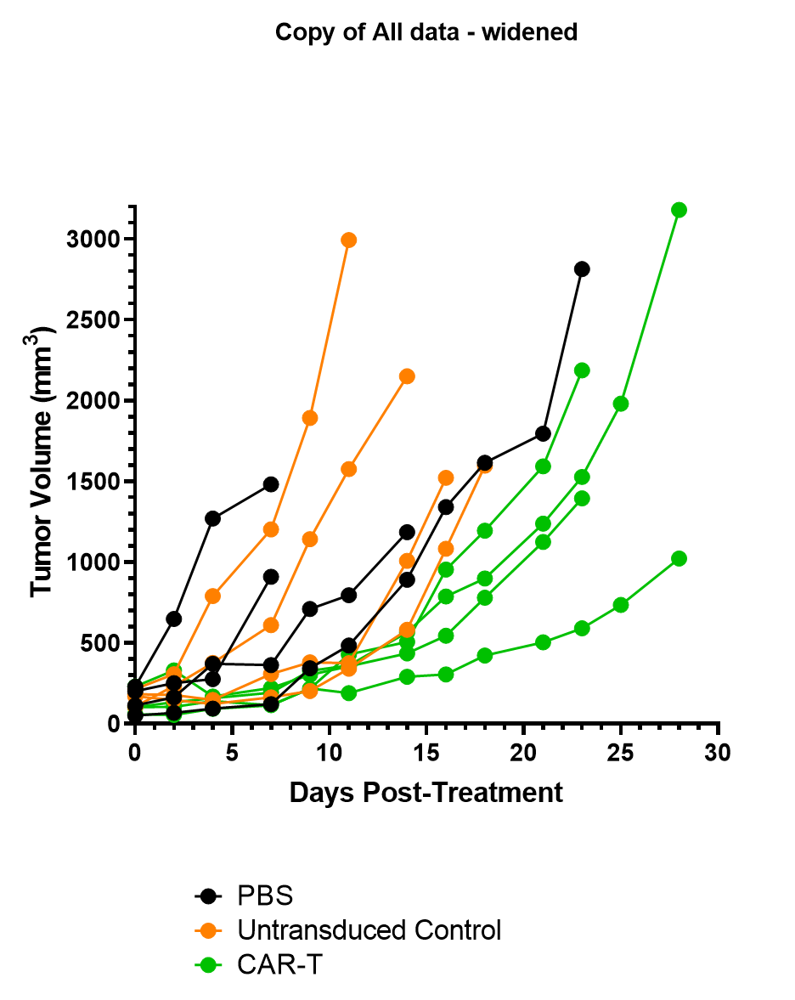 Copy of All data - widened
3000
2500
2000
1500
1000
500
0
Tumor Volume (mm³)
0 5 10 15 20 25 30
Days Post-Treatment
PBS
Untransduced Control
CAR-T